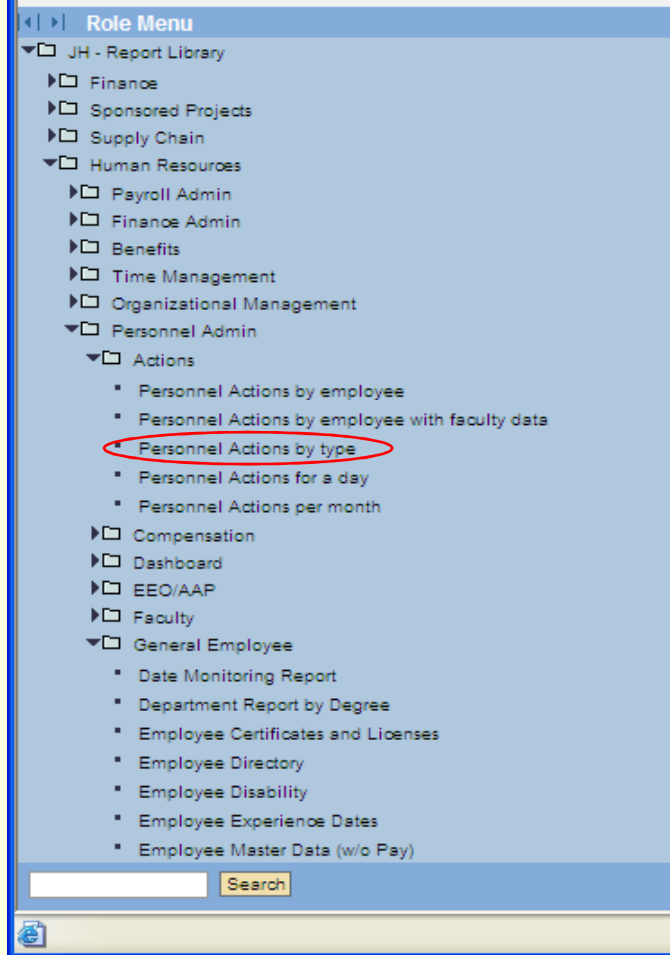 Role Menu
JH - Report Library
Finance
Sponsored Projects
Supply Chain
Human Resources
Payroll Admin
Finance Admin
Benefits
Time Management
Organizational Management
Personnel Admin
Actions
Personnel Actions by employee
Personnel Actions by employee with faculty data
Personnel Actions by type
Personnel Actions for a day
Personnel Actions per month
Compensation
Dashboard
EEO/AAP
Faculty
General Employee
Date Monitoring Report
Department Report by Degree
Employee Certificates and Licenses
Employee Directory
Employee Disability
Employee Experience Dates
Employee Master Data (w/o Pay)
Search